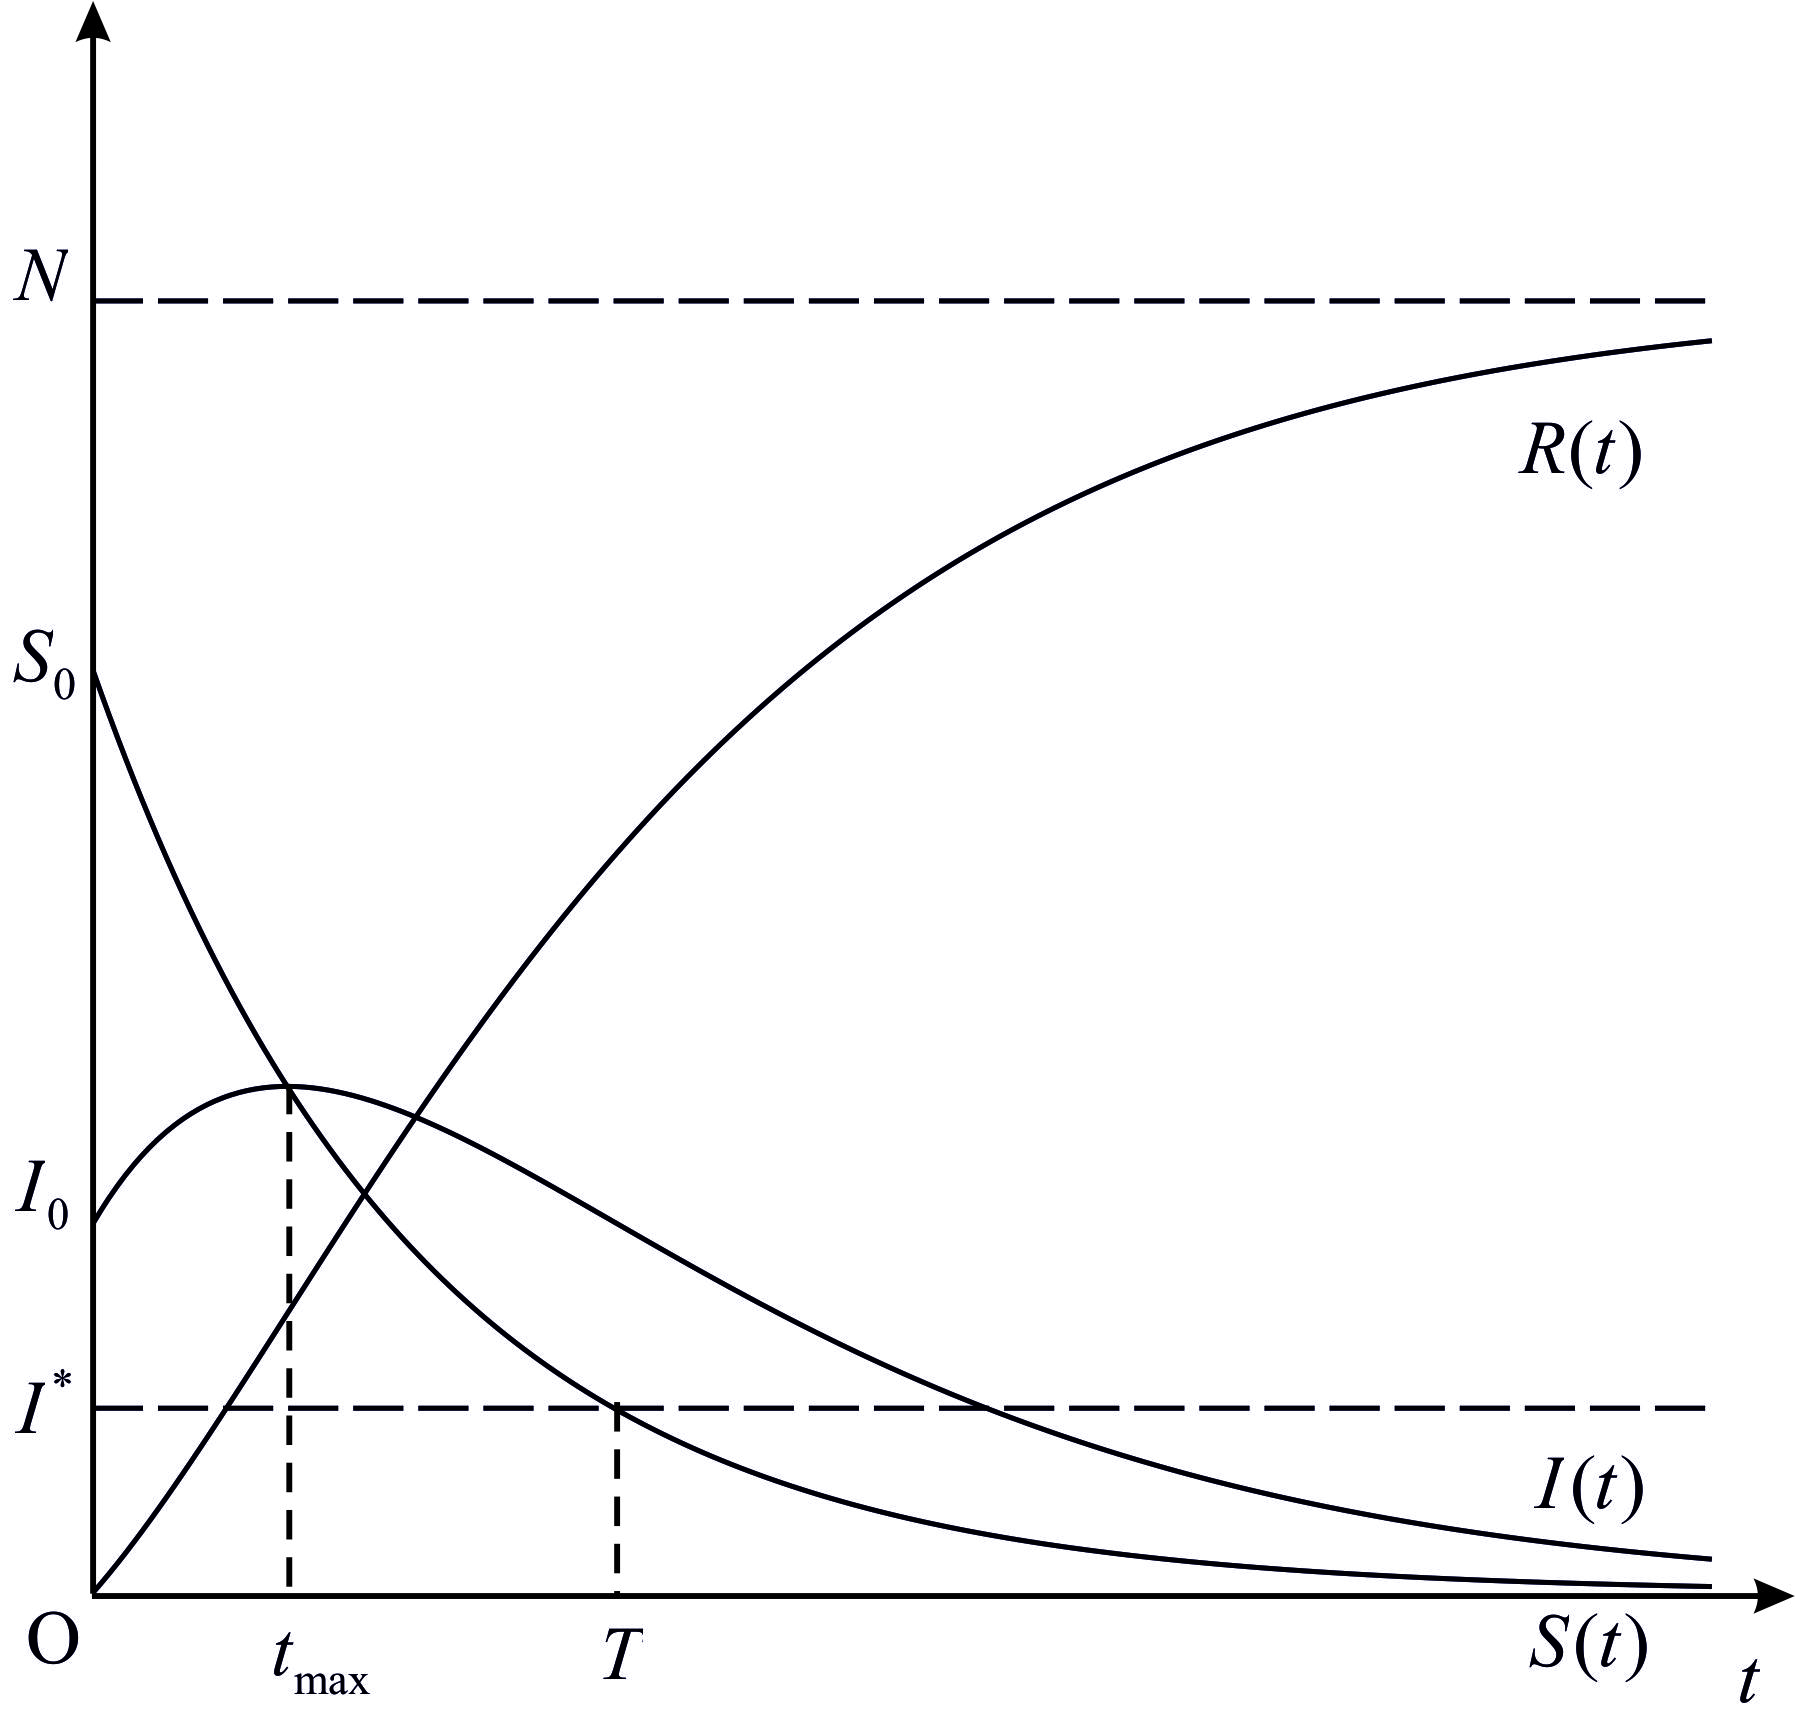 N
R(t)
S₀
I₀
I*
I(t)
O
t_max
T
S(t)
t